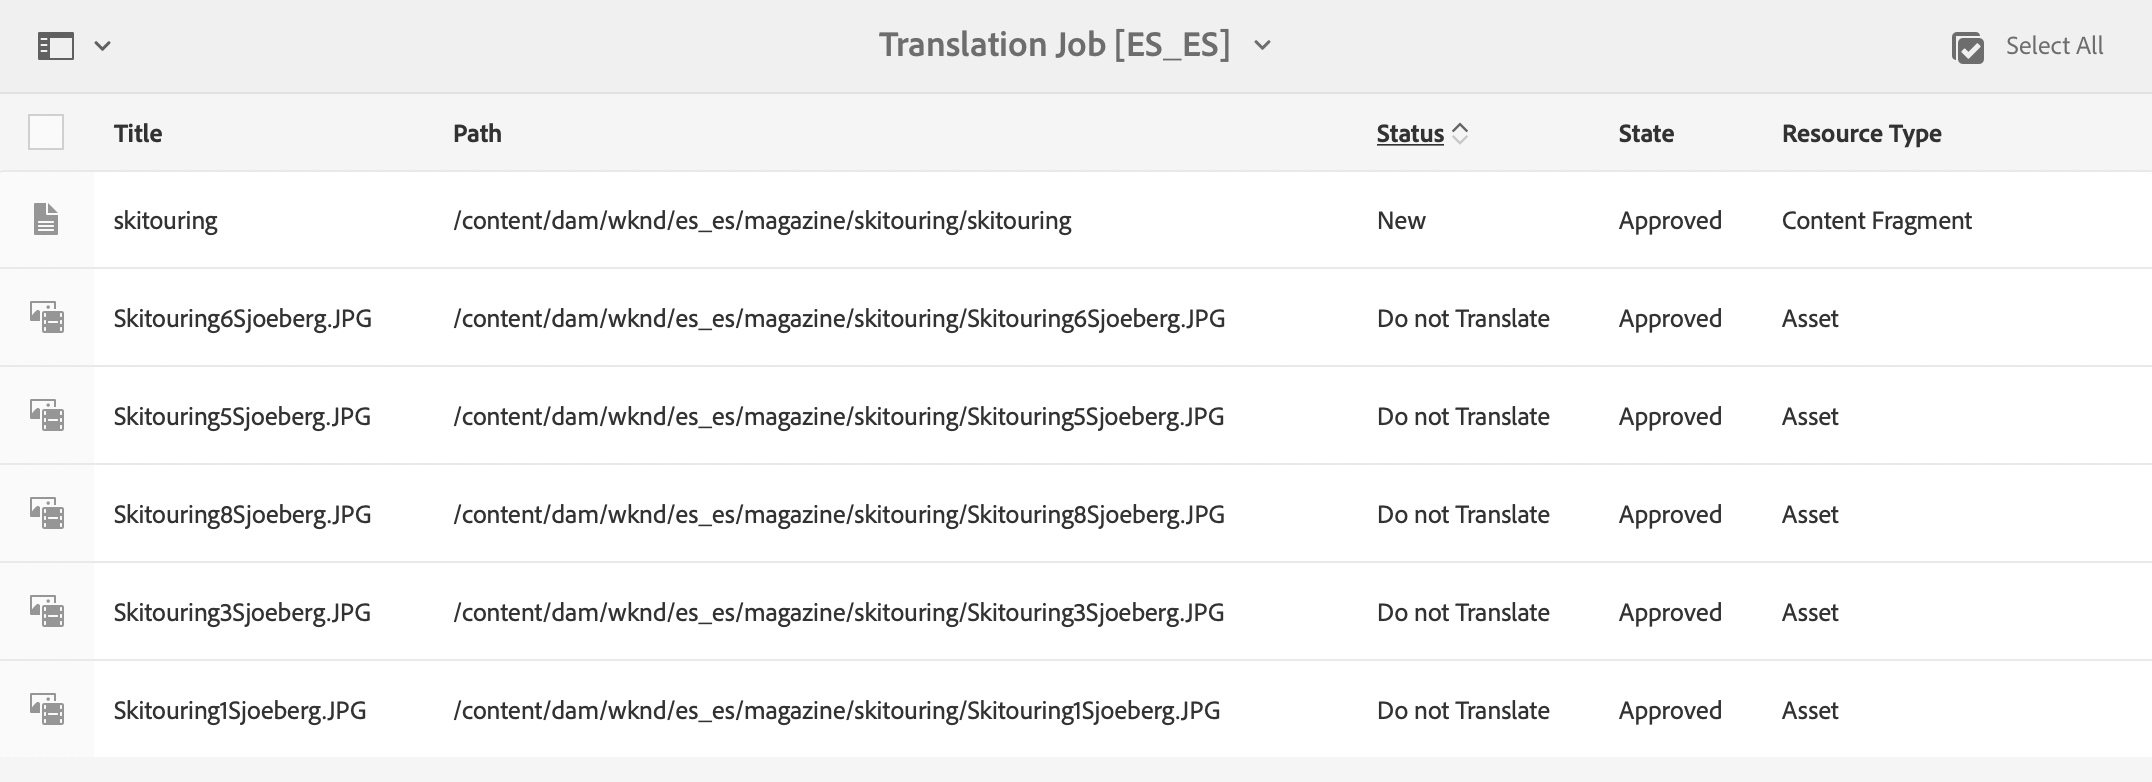 Translation Job [ES_ES]
Select All
Title Path Status State Resource Type
skitouring /content/dam/wknd/es_es/magazine/skitouring/skitouring New Approved Content Fragment
Skitouring6Sjoeberg.JPG /content/dam/wknd/es_es/magazine/skitouring/Skitouring6Sjoeberg.JPG Do not Translate Approved Asset
Skitouring5Sjoeberg.JPG /content/dam/wknd/es_es/magazine/skitouring/Skitouring5Sjoeberg.JPG Do not Translate Approved Asset
Skitouring8Sjoeberg.JPG /content/dam/wknd/es_es/magazine/skitouring/Skitouring8Sjoeberg.JPG Do not Translate Approved Asset
Skitouring3Sjoeberg.JPG /content/dam/wknd/es_es/magazine/skitouring/Skitouring3Sjoeberg.JPG Do not Translate Approved Asset
Skitouring1Sjoeberg.JPG /content/dam/wknd/es_es/magazine/skitouring/Skitouring1Sjoeberg.JPG Do not Translate Approved Asset